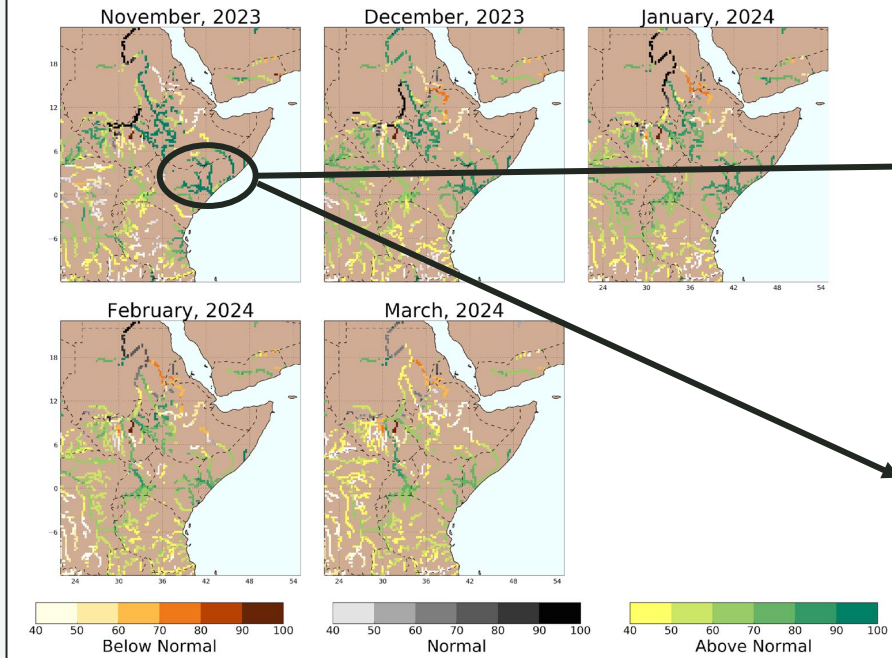 November, 2023
December, 2023
January, 2024
18
12
6
0
−6
24 30 36 42 48 54
February, 2024
March, 2024
18
12
6
0
−6
24 30 36 42 48 54
24 30 36 42 48 54
40 50 60 70 80 90 100
Below Normal
40 50 60 70 80 90 100
Normal
40 50 60 70 80 90 100
Above Normal